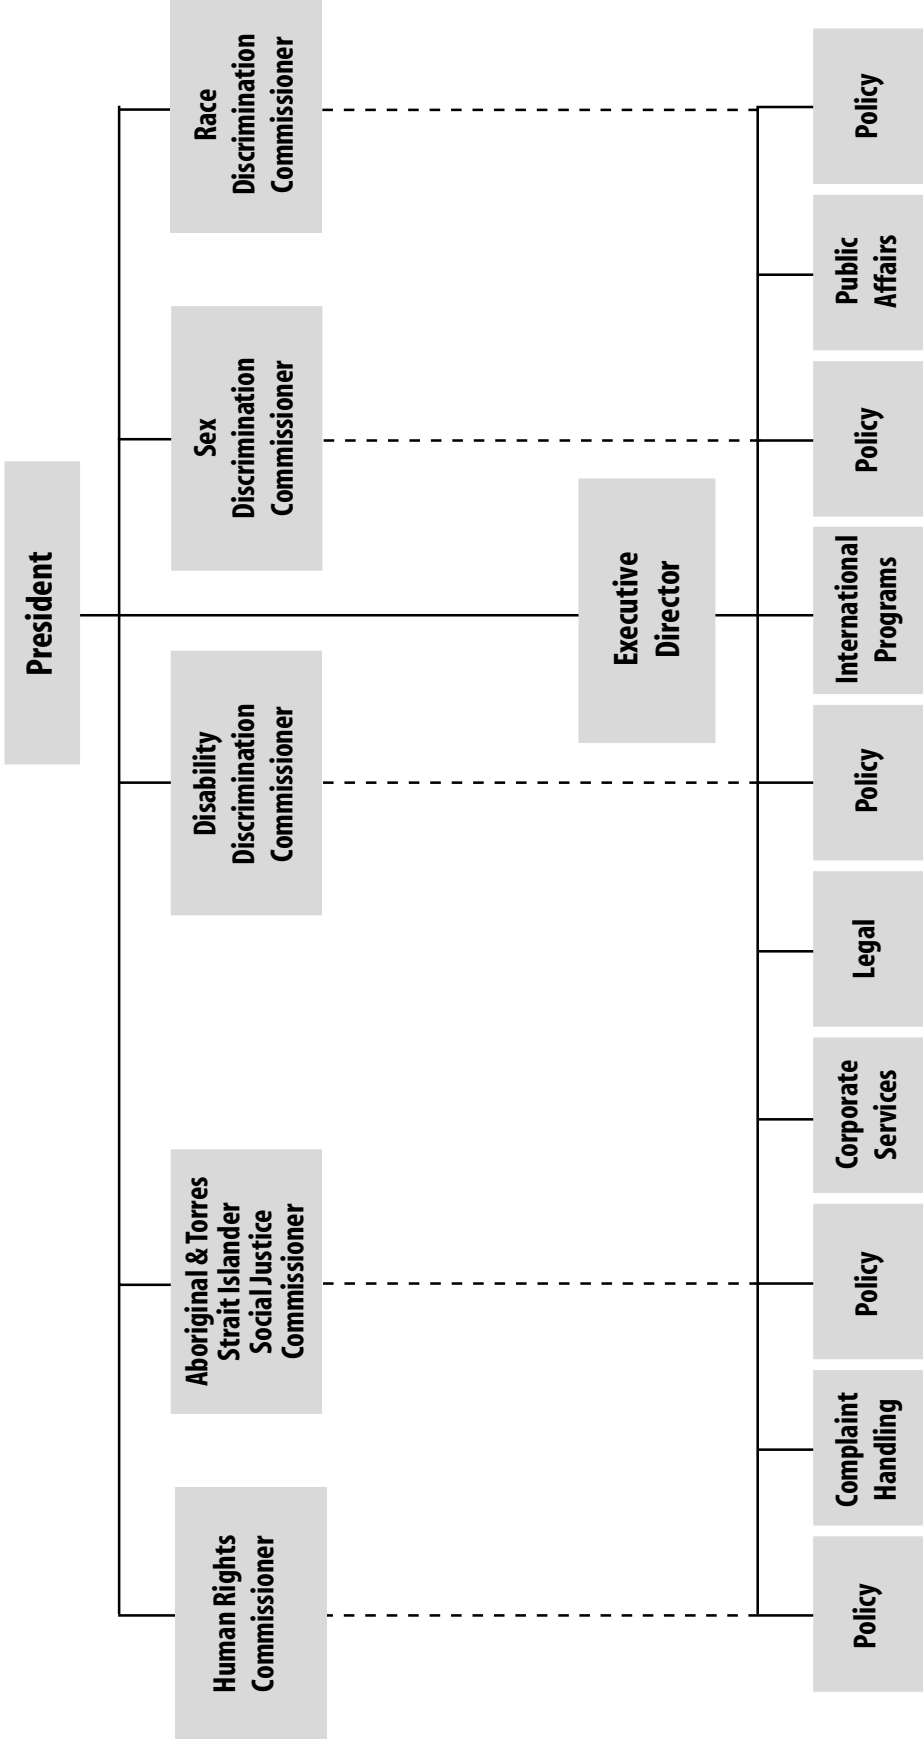 President
Human Rights
Commissioner
Aboriginal & Torres
Strait Islander
Social Justice
Commissioner
Disability
Discrimination
Commissioner
Sex
Discrimination
Commissioner
Race
Discrimination
Commissioner
Executive
Director
Policy
Complaint
Handling
Policy
Corporate
Services
Legal
Policy
International
Programs
Policy
Public
Affairs
Policy